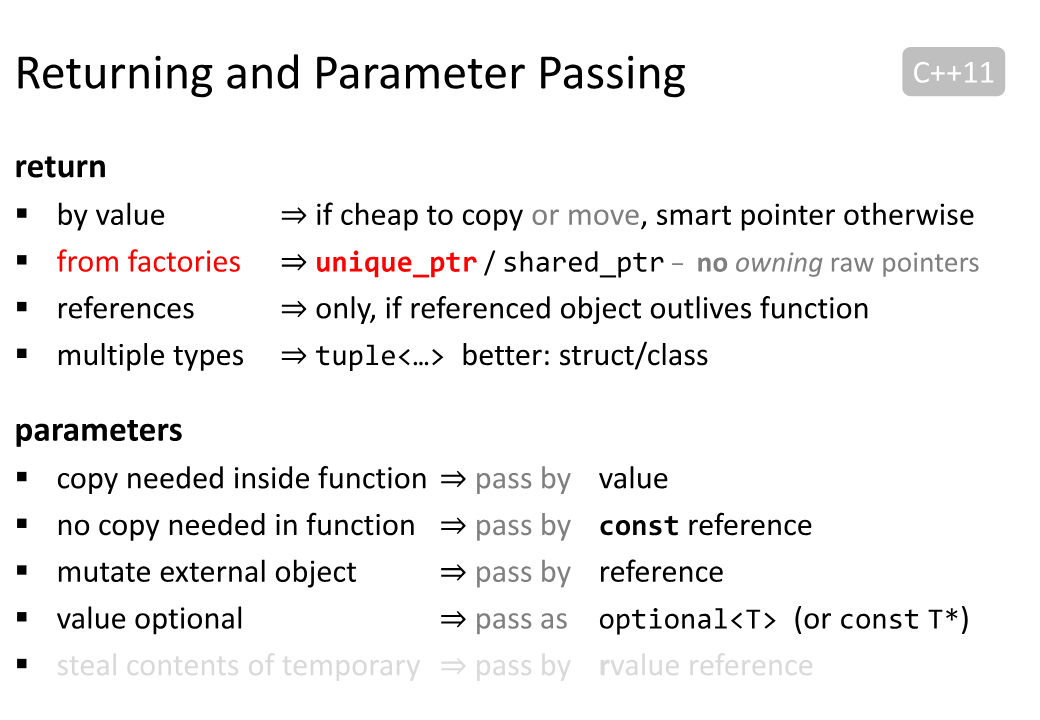 Returning and Parameter Passing C++11
return
▪ by value ⇒ if cheap to copy or move, smart pointer otherwise
▪ from factories ⇒ unique_ptr / shared_ptr – no owning raw pointers
▪ references ⇒ only, if referenced object outlives function
▪ multiple types ⇒ tuple<…> better: struct/class
parameters
▪ copy needed inside function ⇒ pass by value
▪ no copy needed in function ⇒ pass by const reference
▪ mutate external object ⇒ pass by reference
▪ value optional ⇒ pass as optional<T> (or const T*)
▪ steal contents of temporary ⇒ pass by rvalue reference